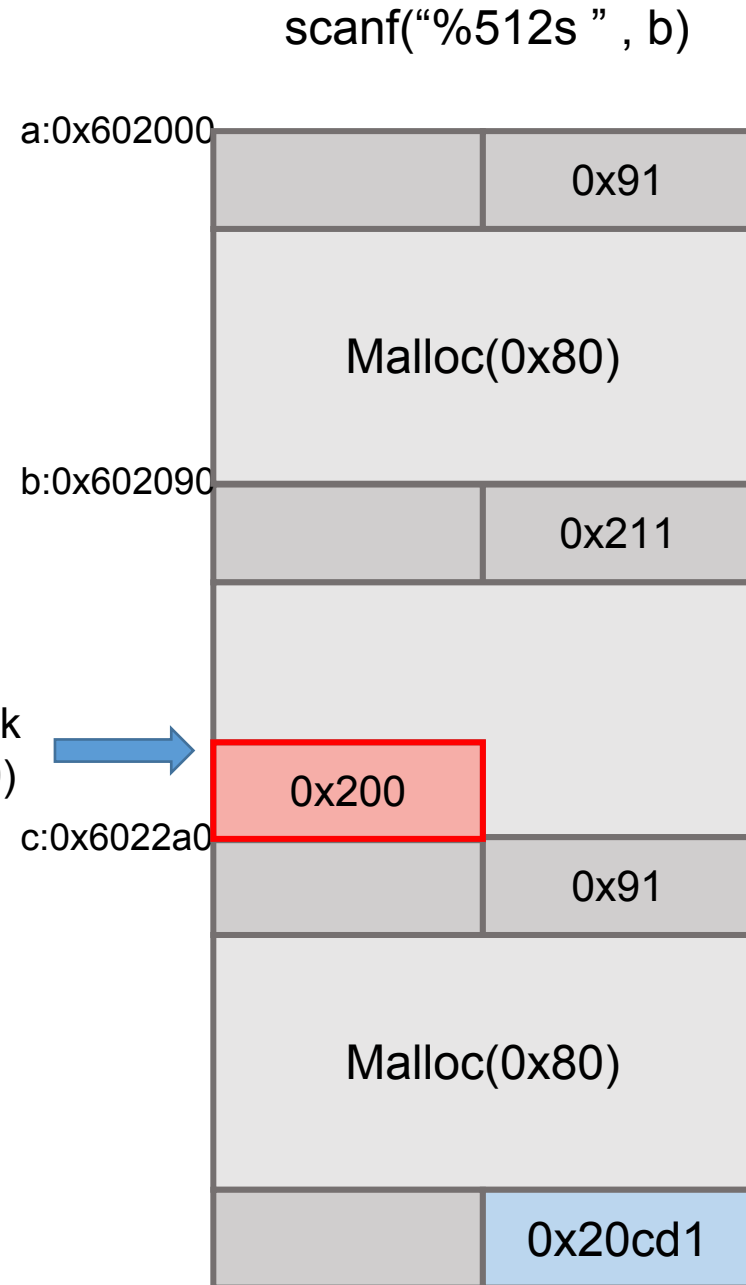 scanf(“%512s ” , b)
a:0x602000
0x91
Malloc(0x80)
b:0x602090
0x211
k
)
0x200
c:0x6022a0
0x91
Malloc(0x80)
0x20cd1